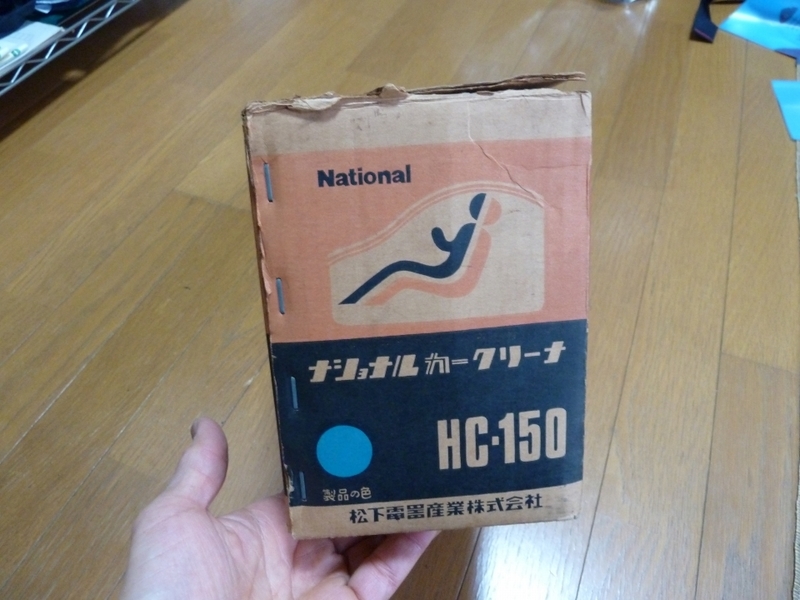 National
ナショナル カークリーナ
HC-150
製品の色
松下電器産業株式会社